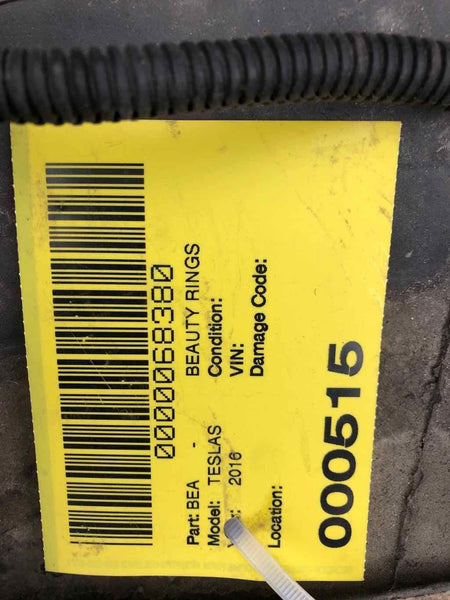 0000068380
Part: BEA - BEAUTY RINGS
Model: TESLAS Condition:
2016 VIN:
Damage Code:
Location:
000515